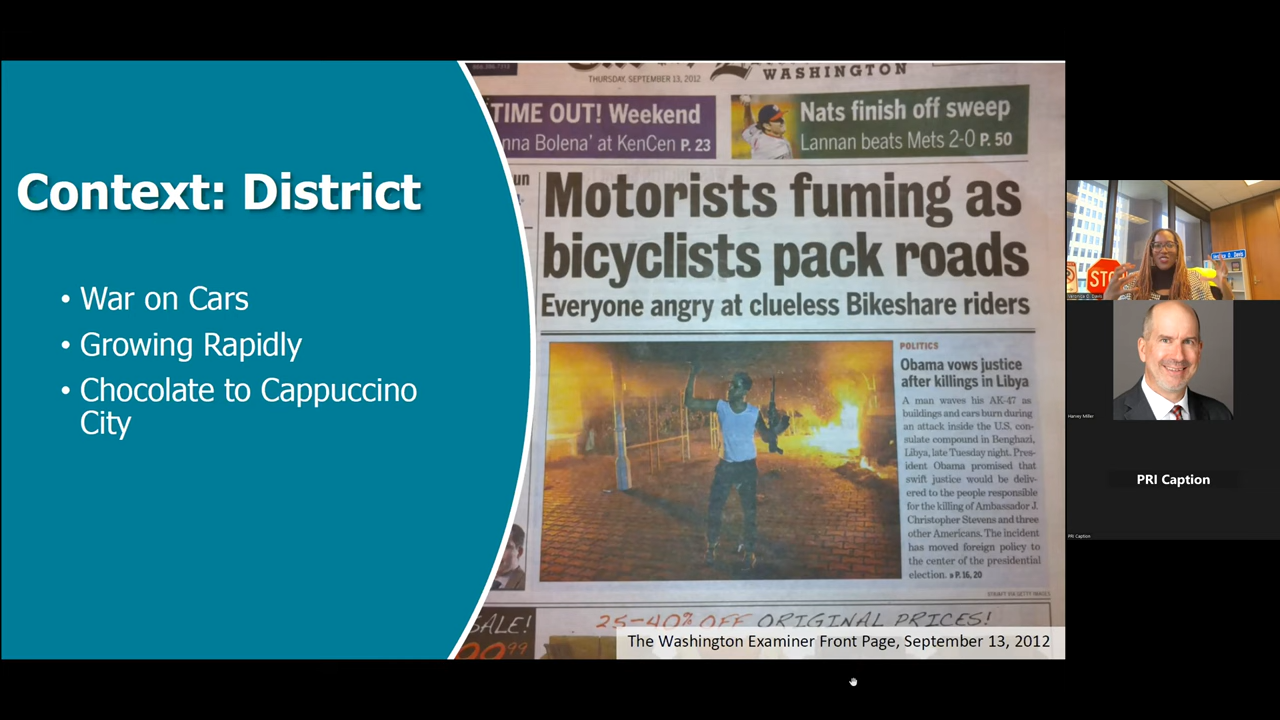 Context: District
• War on Cars
• Growing Rapidly
• Chocolate to Cappuccino
City
THURSDAY, SEPTEMBER 13, 2012
WASHINGTON
TIME OUT! Weekend
nna Bolena’ at KenCen P. 23
Nats finish off sweep
Lannan beats Mets 2-0 P. 50
Motorists fuming as
bicyclists pack roads
Everyone angry at clueless Bikeshare riders
POLITICS
Obama vows justice
after killings in Libya
A man waves his AK-47 as
buildings and cars burn during
an attack inside the U.S. con-
sulate compound in Benghazi,
Libya, late Tuesday night. Pres-
ident Obama promised that
swift justice would be deliv-
ered to the people responsible
for the killing of Ambassador J.
Christopher Stevens and three
other Americans. The incident
has moved foreign policy to
the center of the presidential
election. » P. 16, 20
SALE!
25-40% OFF ORIGINAL PRICES!
The Washington Examiner Front Page, September 13, 2012
STOP
Harvey Miller
PRI Caption
PRI Caption